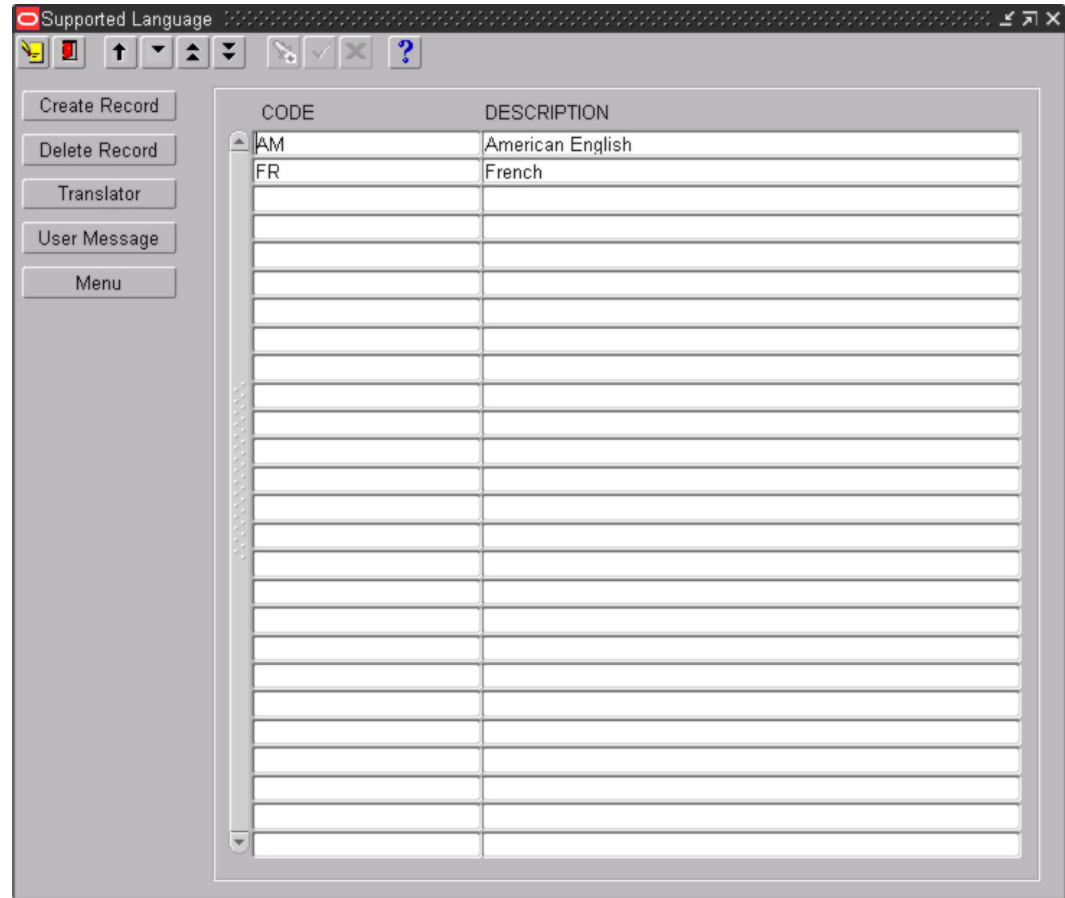 Supported Language
?
Create Record
Delete Record
Translator
User Message
Menu
CODE DESCRIPTION
AM American English
FR French